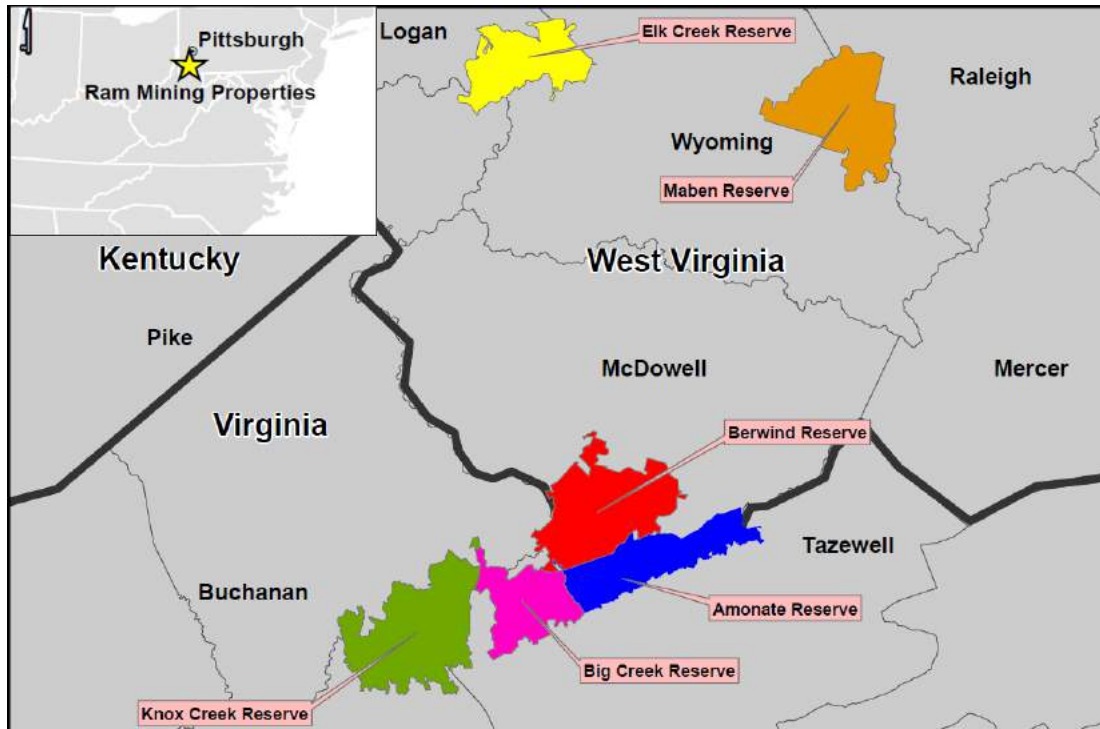 Pittsburgh
Ram Mining Properties
Logan
Elk Creek Reserve
Raleigh
Wyoming
Maben Reserve
Kentucky
West Virginia
Pike
McDowell
Mercer
Virginia
Berwind Reserve
Tazewell
Buchanan
Amonate Reserve
Big Creek Reserve
Knox Creek Reserve